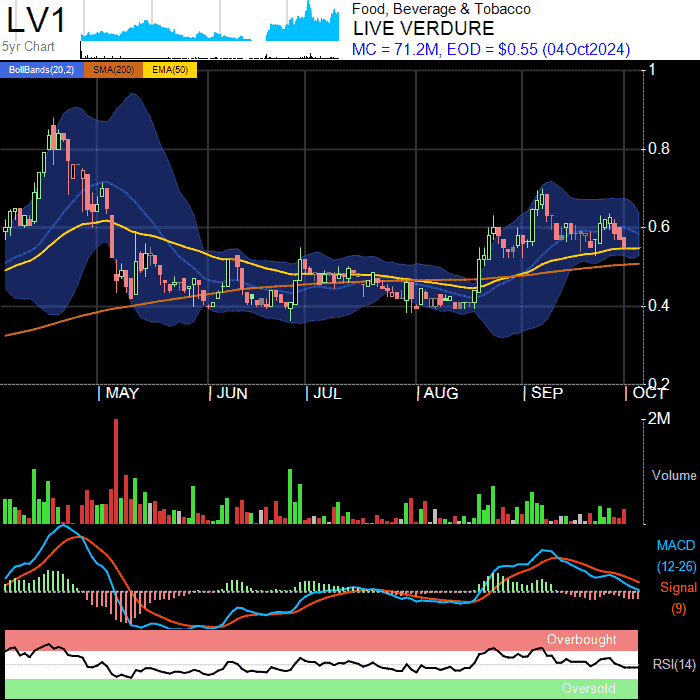 LV1
5yr Chart
Food, Beverage & Tobacco
LIVE VERDURE
MC = 71.2M, EOD = $0.55 (04Oct2024)
BollBands(20,2) SMA(200) EMA(50)
1
0.8
0.6
0.4
0.2
MAY JUN JUL AUG SEP OCT
2M
Volume
MACD
(12-26)
Signal
(9)
Overbought
RSI(14)
Oversold